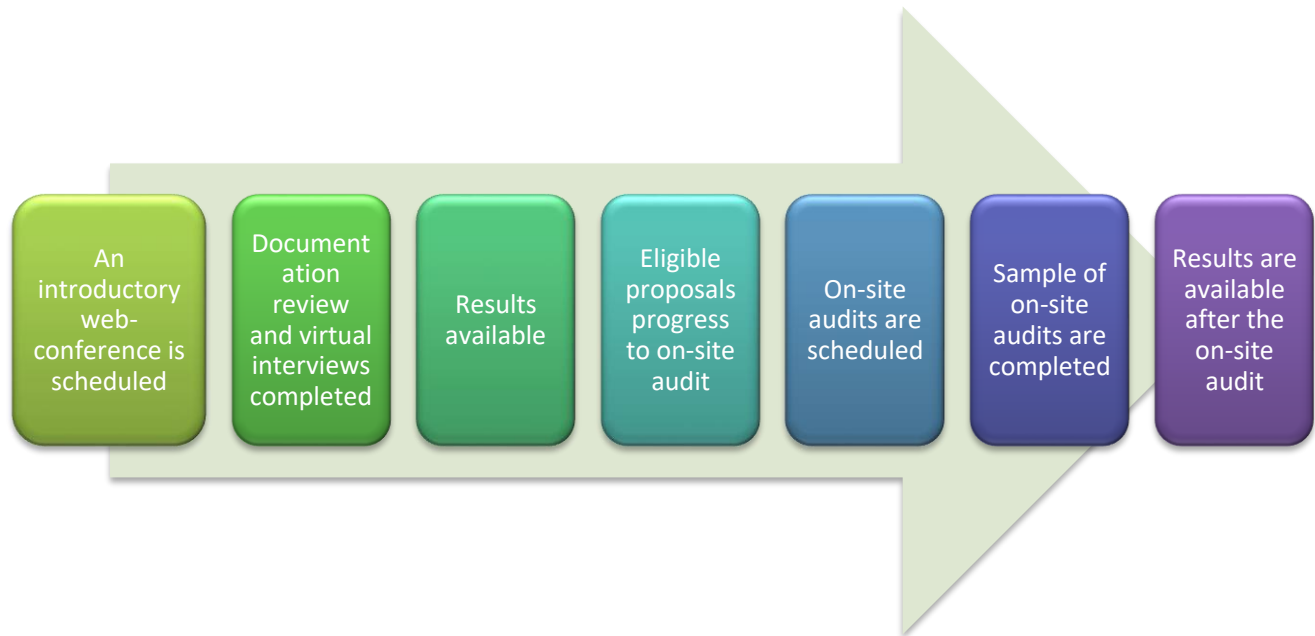 An
introductory
web-
conference is
scheduled
Document
ation
review
and virtual
interviews
completed
Results
available
Eligible
proposals
progress
to on-site
audit
On-site
audits are
scheduled
Sample of
on-site
audits are
completed
Results are
available
after the
on-site
audit